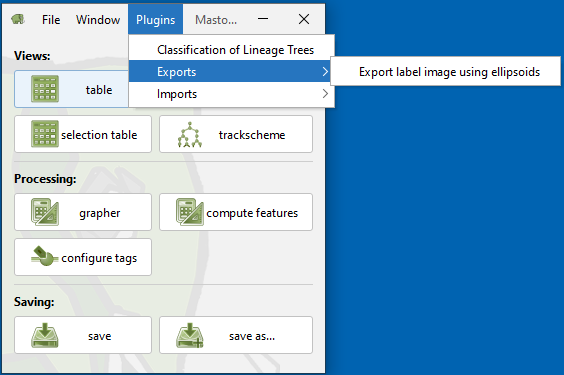 File Window Plugins Masto...
Views:
Classification of Lineage Trees
Exports
Export label image using ellipsoids
table
Imports
selection table
trackscheme
Processing:
grapher
compute features
configure tags
Saving:
save
save as...